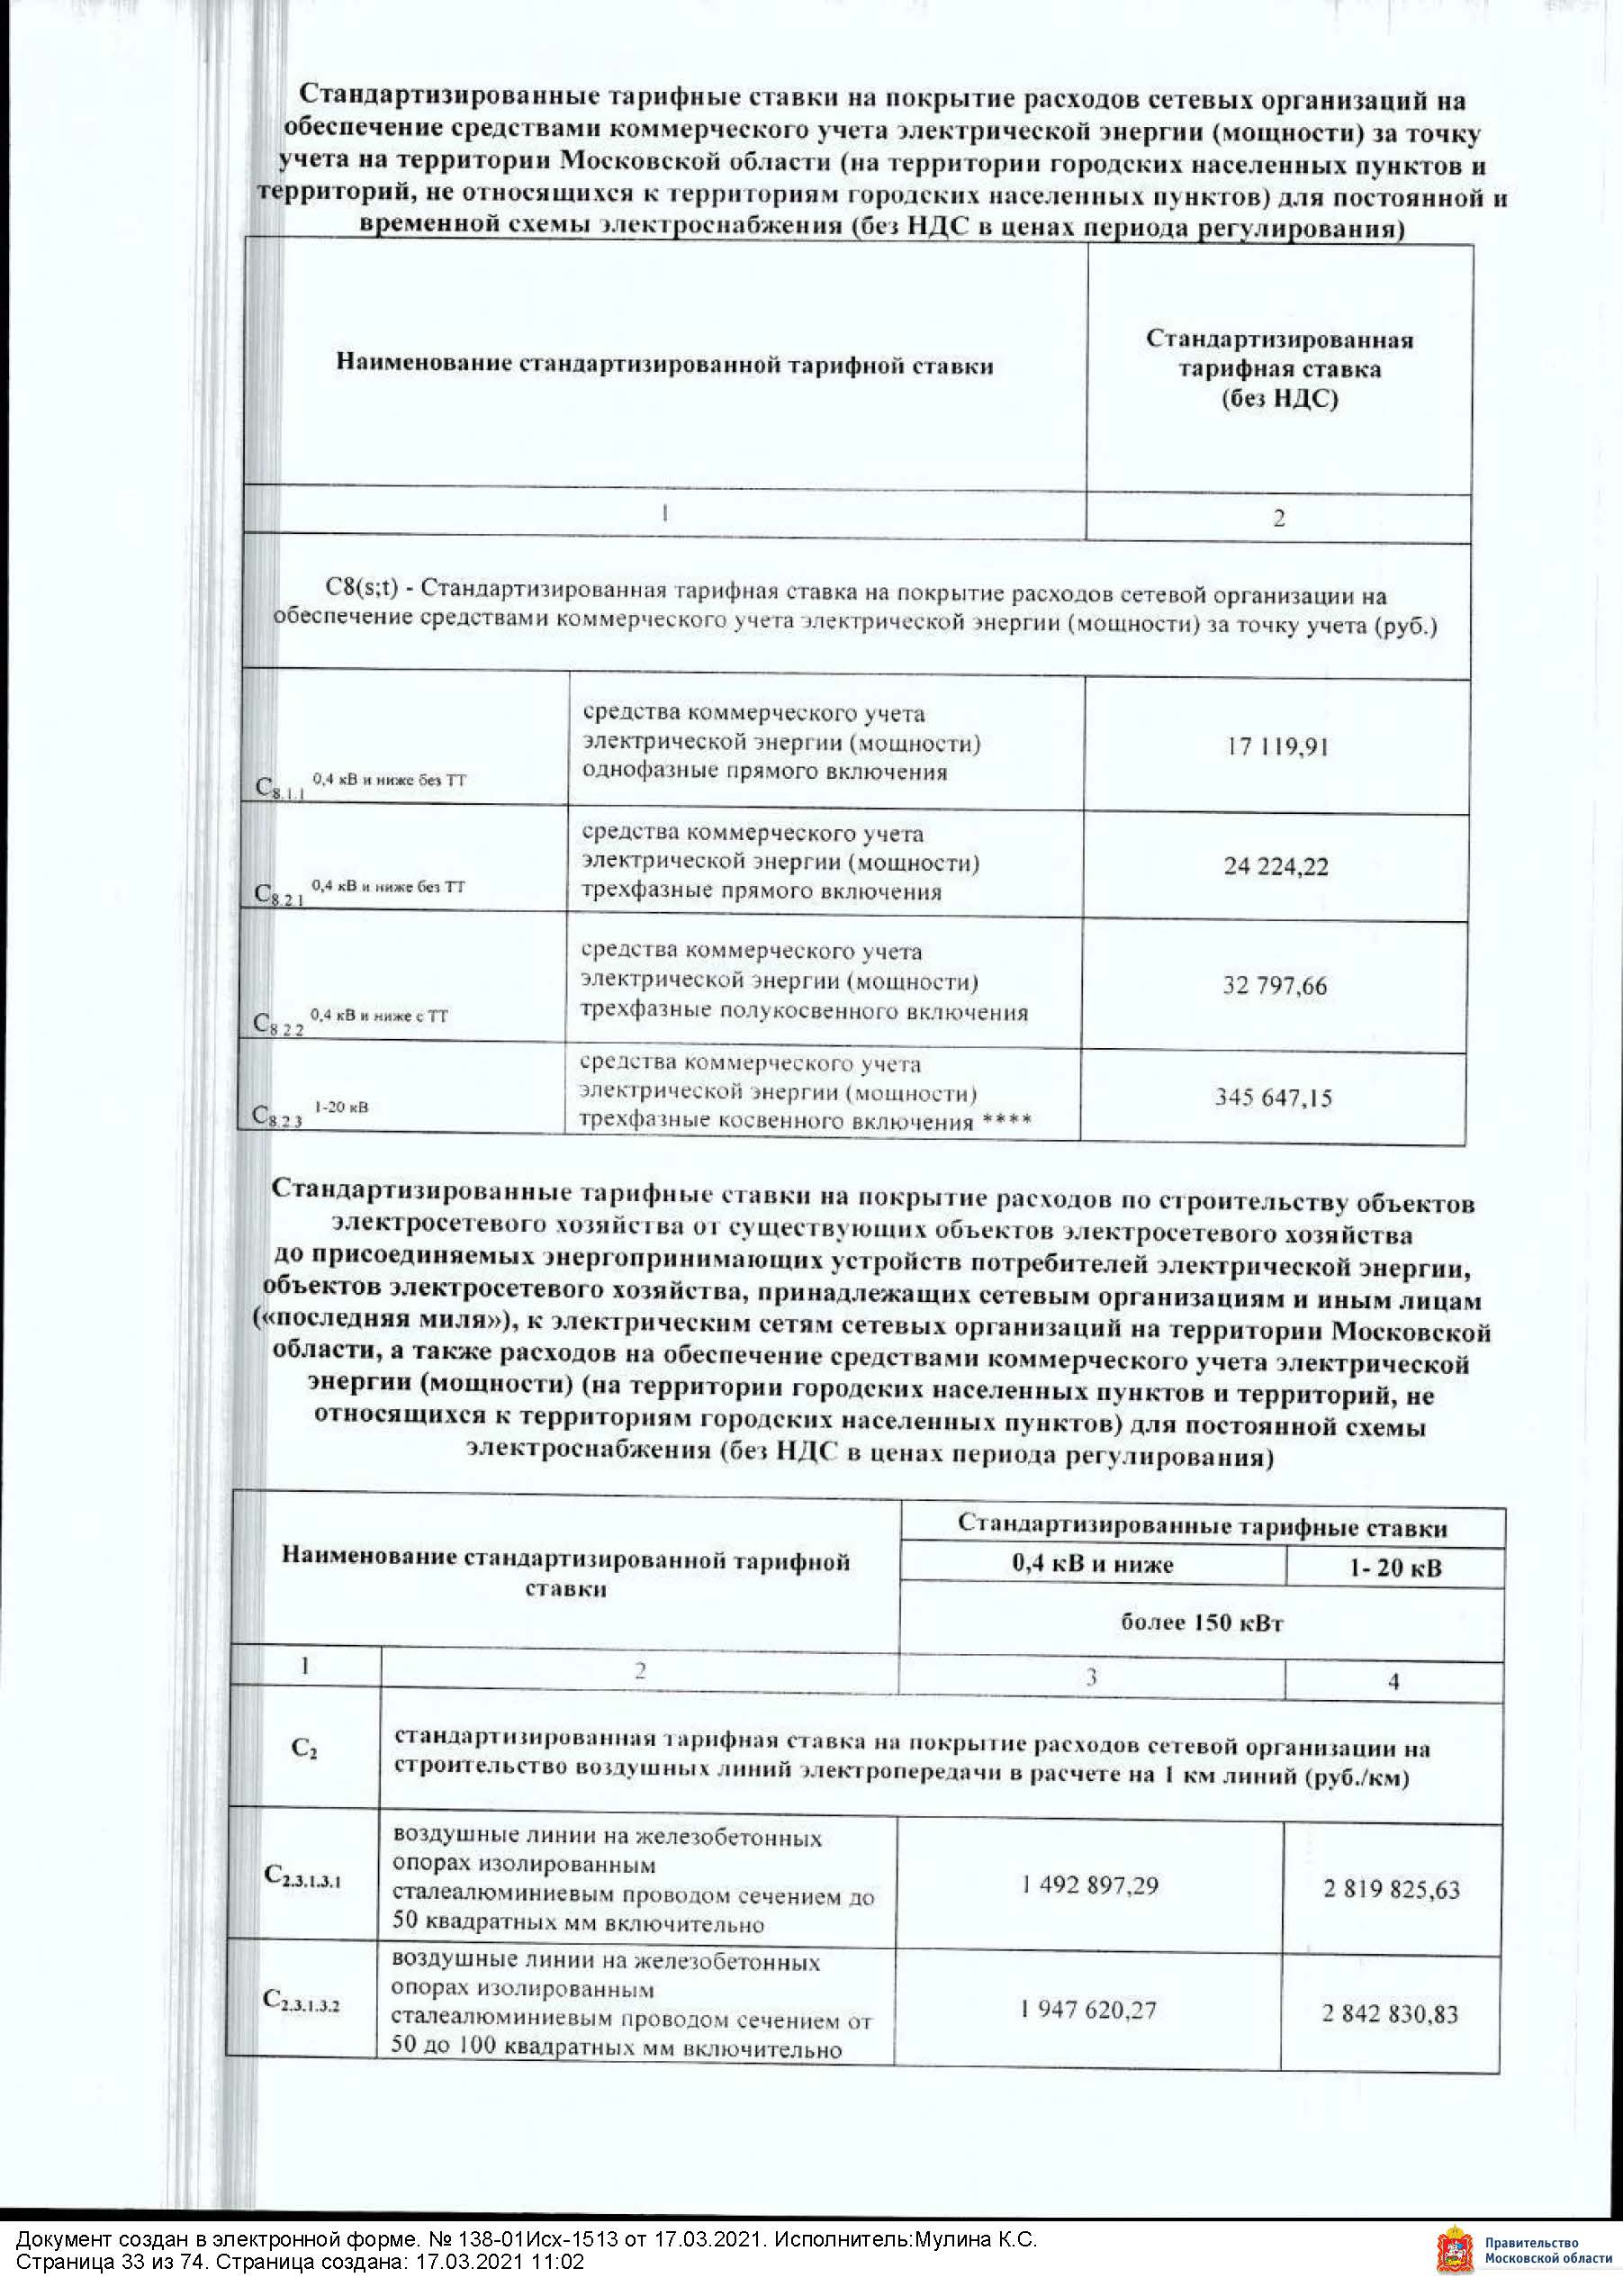 Стандартизированные тарифные ставки на покрытие расходов сетевых организаций на
обеспечение средствами коммерческого учета электрической энергии (мощности) за точку
учета на территории Московской области (на территории городских населенных пунктов и
территорий, не относящихся к территориям городских населенных пунктов) для постоянной и
временной схемы электроснабжения (без НДС в ценах периода регулирования)
Наименование стандартизированной тарифной ставки
Стандартизированная
тарифная ставка
(без НДС)
1
2
С8(s;t) - Стандартизированная тарифная ставка на покрытие расходов сетевой организации на
обеспечение средствами коммерческого учета электрической энергии (мощности) за точку учета (руб.)
С8.1.1 0,4 кВ и ниже без ТТ
средства коммерческого учета
электрической энергии (мощности)
однофазные прямого включения
17 119,91
С8.2.1 0,4 кВ и ниже без ТТ
средства коммерческого учета
электрической энергии (мощности)
трехфазные прямого включения
24 224,22
С8.2.2 0,4 кВ и ниже с ТТ
средства коммерческого учета
электрической энергии (мощности)
трехфазные полукосвенного включения
32 797,66
С8.2.3 1-20 кВ
средства коммерческого учета
электрической энергии (мощности)
трехфазные косвенного включения ****
345 647,15
Стандартизированные тарифные ставки на покрытие расходов по строительству объектов
электросетевого хозяйства от существующих объектов электросетевого хозяйства
до присоединяемых энергопринимающих устройств потребителей электрической энергии,
объектов электросетевого хозяйства, принадлежащих сетевым организациям и иным лицам
(«последняя миля»), к электрическим сетям сетевых организаций на территории Московской
области, а также расходов на обеспечение средствами коммерческого учета электрической
энергии (мощности) (на территории городских населенных пунктов и территорий, не
относящихся к территориям городских населенных пунктов) для постоянной схемы
электроснабжения (без НДС в ценах периода регулирования)
Наименование стандартизированной тарифной
ставки
Стандартизированные тарифные ставки
0,4 кВ и ниже
1- 20 кВ
более 150 кВт
1
2
3
4
С2
стандартизированная тарифная ставка на покрытие расходов сетевой организации на
строительство воздушных линий электропередачи в расчете на 1 км линий (руб./км)
С2.3.1.3.1
воздушные линии на железобетонных
опорах изолированным
сталеалюминиевым проводом сечением до
50 квадратных мм включительно
1 492 897,29
2 819 825,63
С2.3.1.3.2
воздушные линии на железобетонных
опорах изолированным
сталеалюминиевым проводом сечением от
50 до 100 квадратных мм включительно
1 947 620,27
2 842 830,83
Документ создан в электронной форме. № 138-01Исх-1513 от 17.03.2021. Исполнитель:Мулина К.С.
Страница 33 из 74. Страница создана: 17.03.2021 11:02
Правительство
Московской области